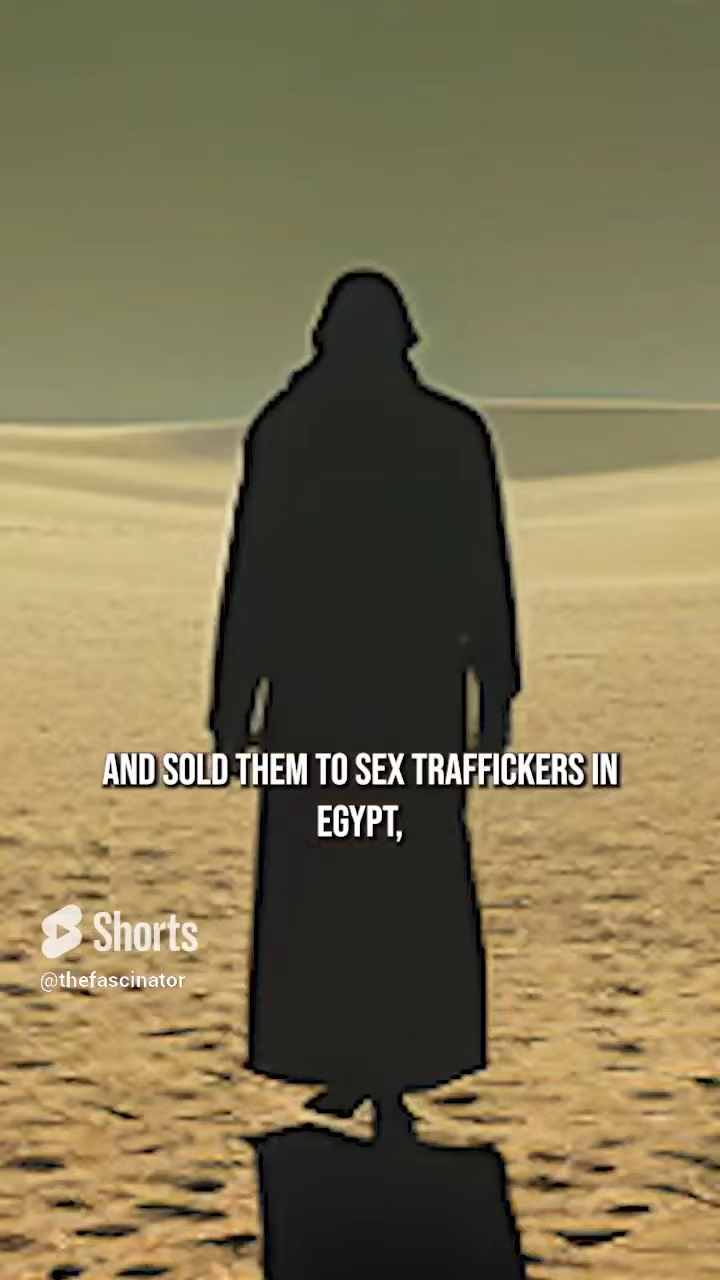 AND SOLD THEM TO SEX TRAFFICKERS IN
EGYPT,
Shorts
@thefascinator